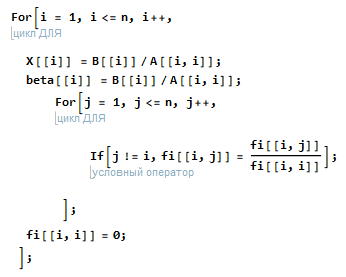 For[i = 1, i <= n, i++,
цикл ДЛЯ
X[[i]] = B[[i]] / A[[i, i]];
beta[[i]] = B[[i]] / A[[i, i]];
For[j = 1, j <= n, j++,
цикл ДЛЯ
If[j != i, fi[[i, j]] = fi[[i, j]] / fi[[i, i]]];
условный оператор
];
fi[[i, i]] = 0;
];